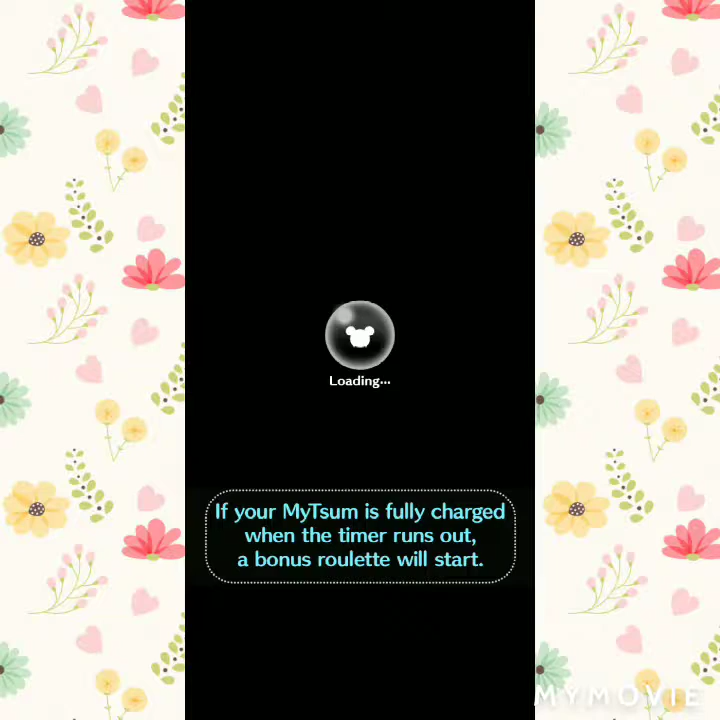 Loading...
If your MyTsum is fully charged
when the timer runs out,
a bonus roulette will start.
MYMOVIE